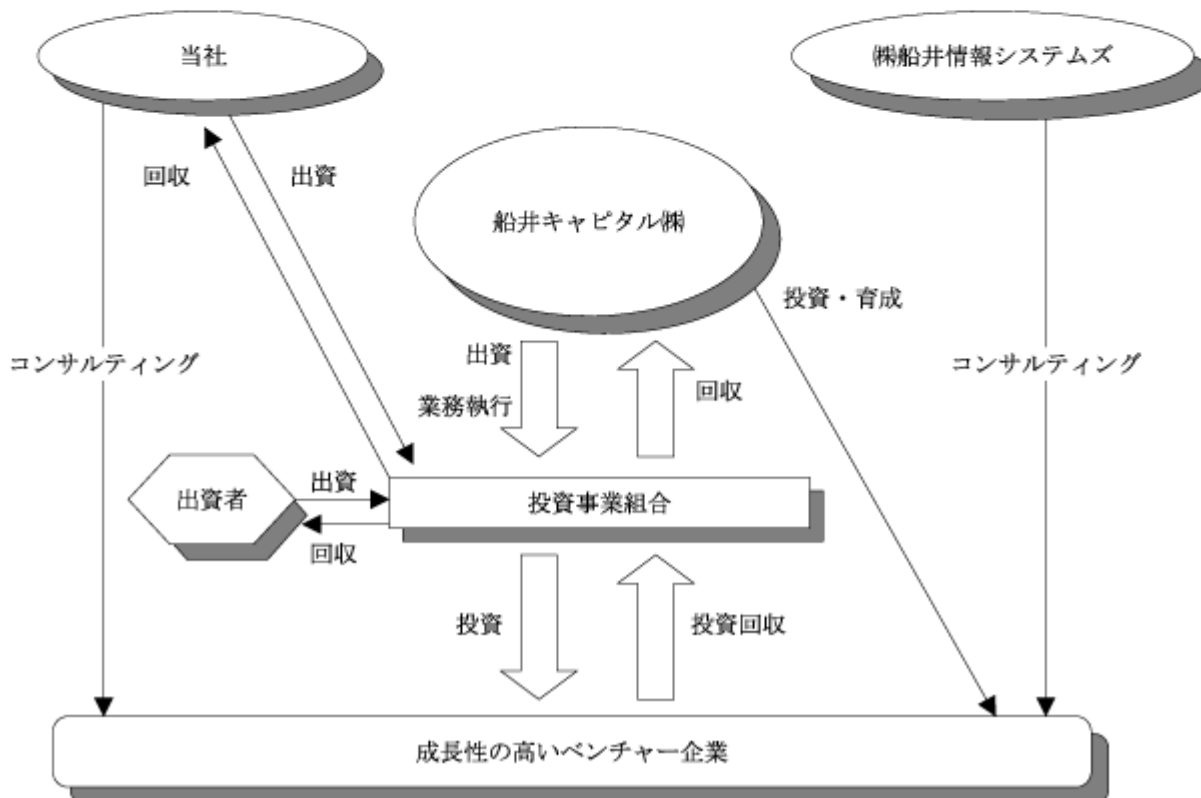 当社
㈱船井情報システムズ
回収
出資
船井キャピタル㈱
投資・育成
コンサルティング
出資
業務執行
回収
コンサルティング
出資者
出資
回収
投資事業組合
投資
投資回収
成長性の高いベンチャー企業